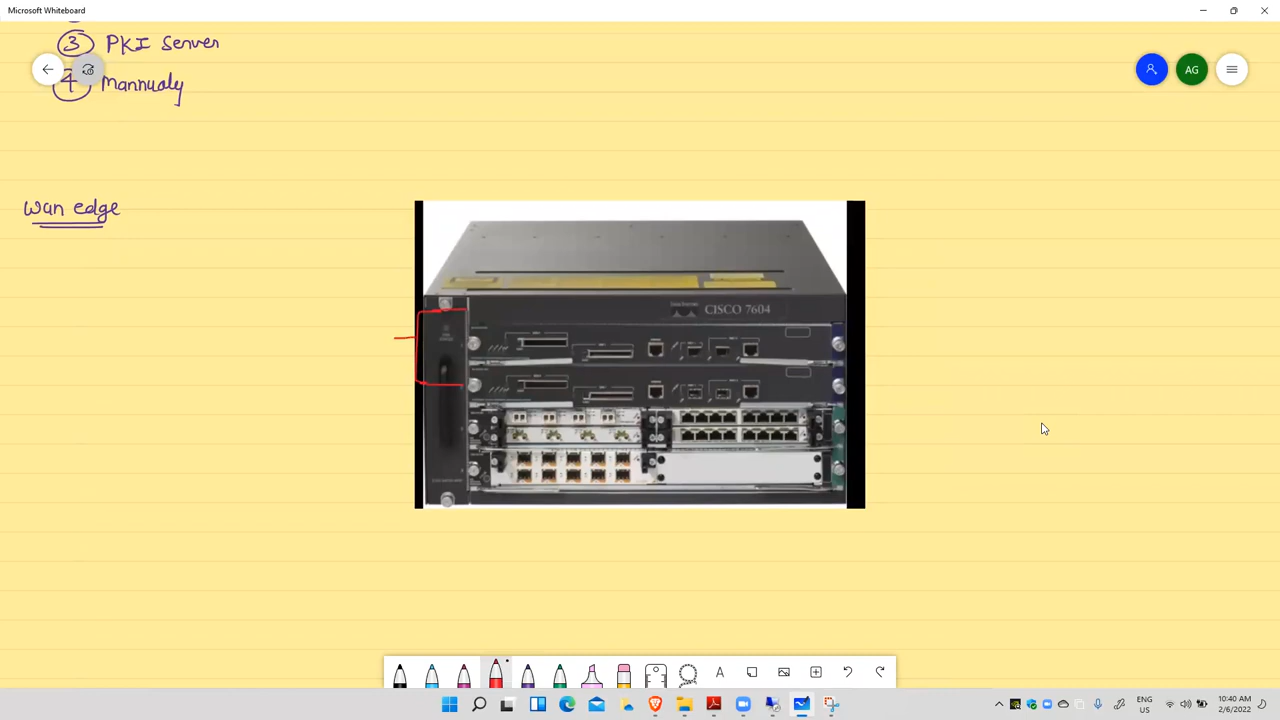 Microsoft Whiteboard
3 PKI Server
4 Mannualy
AG
Wan edge
CISCO 7604
A
ENG
US
10:40 AM
2/6/2022